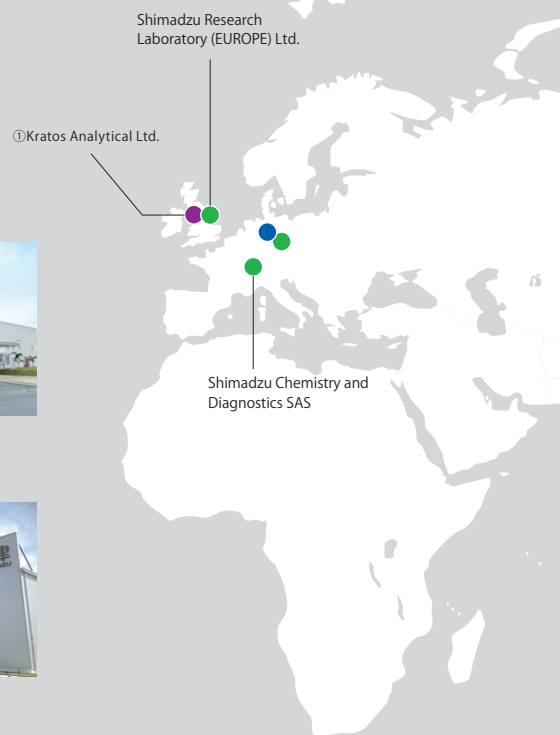 Shimadzu Research
Laboratory (EUROPE) Ltd.
①Kratos Analytical Ltd.
Shimadzu Chemistry and
Diagnostics SAS